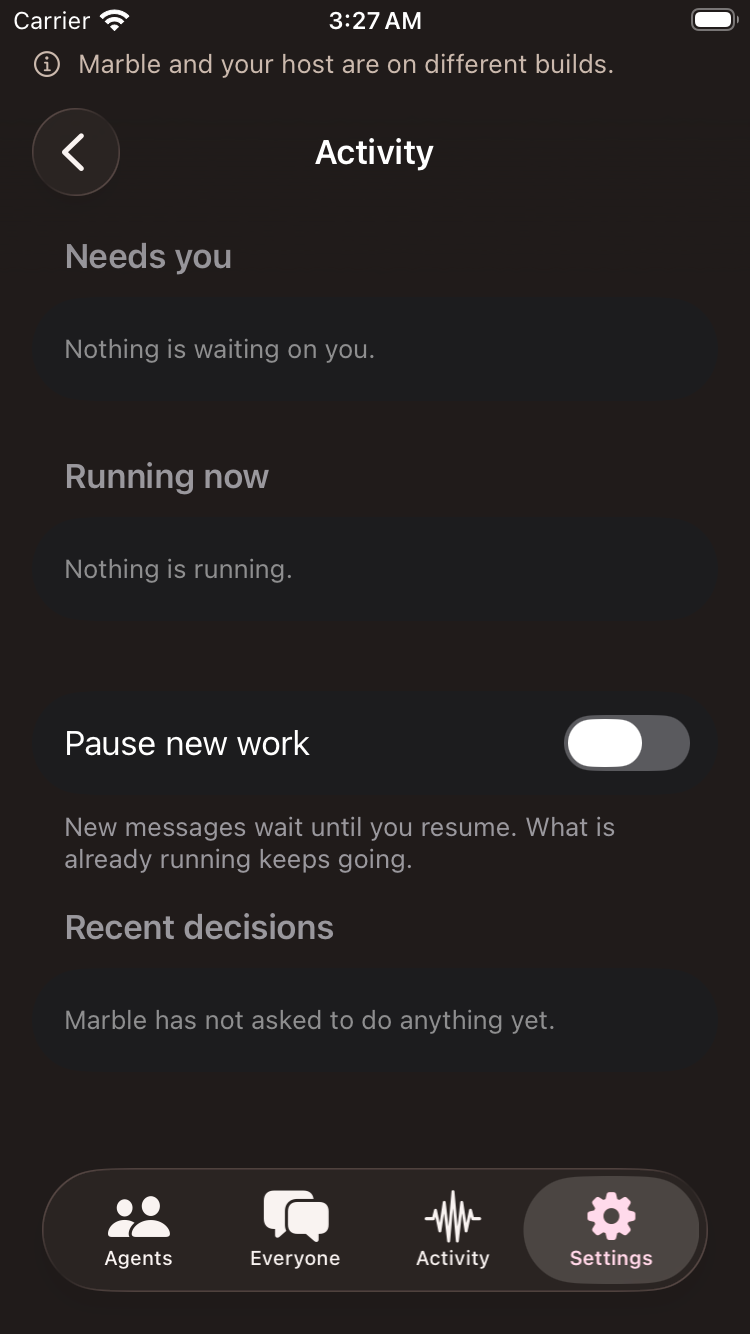 Carrier
3:27 AM
Marble and your host are on different builds.
Activity
Needs you
Nothing is waiting on you.
Running now
Nothing is running.
Pause new work
New messages wait until you resume. What is
already running keeps going.
Recent decisions
Marble has not asked to do anything yet.
Agents
Everyone
Activity
Settings